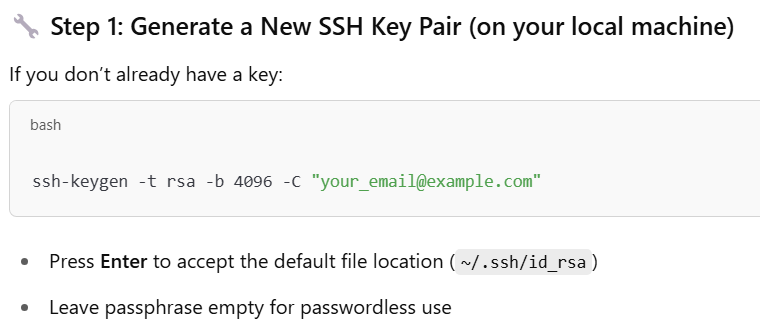 🔧 Step 1: Generate a New SSH Key Pair (on your local machine)
If you don’t already have a key:
bash
ssh-keygen -t rsa -b 4096 -C "your_email@example.com"
• Press Enter to accept the default file location (~/.ssh/id_rsa)
• Leave passphrase empty for passwordless use